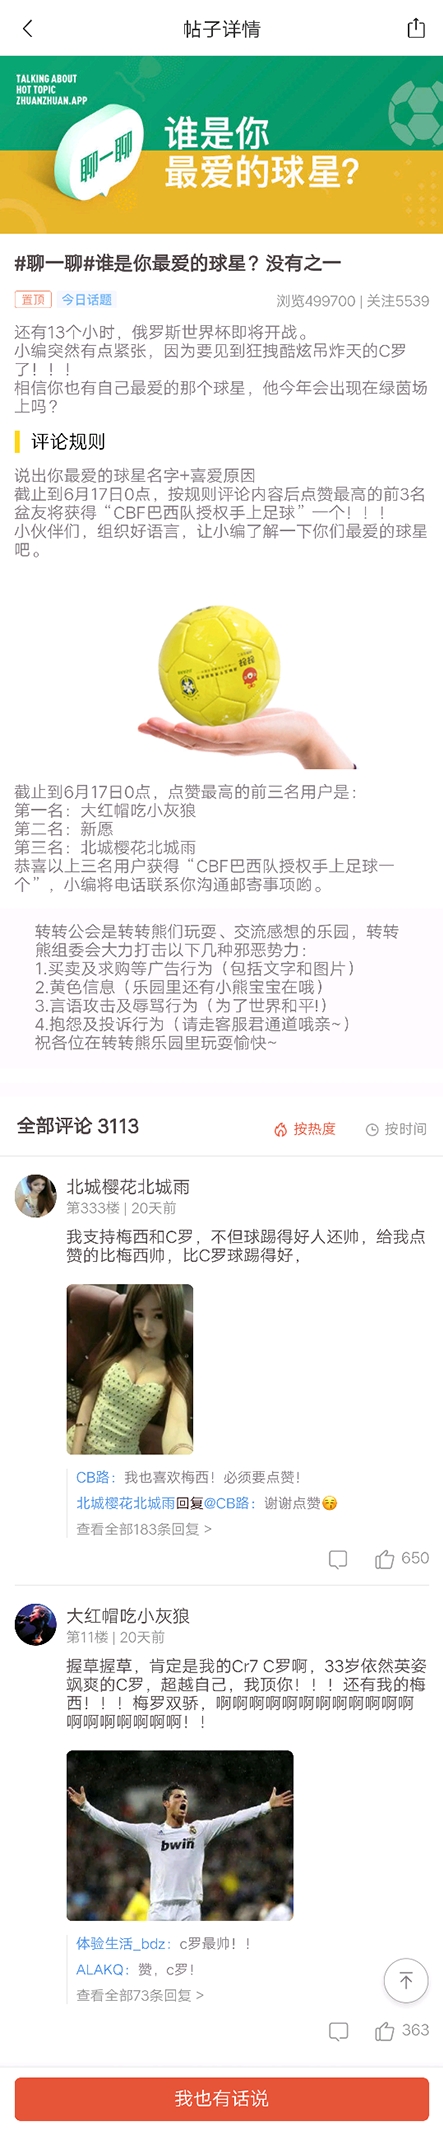 帖子详情
TALKING ABOUT
HOT TOPIC
ZHUANZHUAN.APP
聊一聊
谁是你
最爱的球星?
#聊一聊#谁是你最爱的球星？没有之一
置顶 今日话题 浏览499700 | 关注5539
还有13个小时，俄罗斯世界杯即将开战。
小编突然有点紧张，因为要见到狂拽酷炫吊炸天的C罗
了！！！
相信你也有自己最爱的那个球星，他今年会出现在绿茵场
上吗？
评论规则
说出你最爱的球星名字+喜爱原因
截止到6月17日0点，按规则评论内容后点赞最高的前3名
盆友将获得“CBF巴西队授权手上足球”一个！！！
小伙伴们，组织好语言，让小编了解一下你们最爱的球星
吧。
截止到6月17日0点，点赞最高的前三名用户是：
第一名：大红帽吃小灰狼
第二名：新愿
第三名：北城樱花北城雨
恭喜以上三名用户获得“CBF巴西队授权手上足球一
个”，小编将电话联系你沟通邮寄事项哟。
转转公会是转转熊们玩耍、交流感想的乐园，转转
熊组委会大力打击以下几种邪恶势力：
1.买卖及求购等广告行为（包括文字和图片）
2.黄色信息（乐园里还有小熊宝宝在哦）
3.言语攻击及辱骂行为（为了世界和平!）
4.抱怨及投诉行为（请走客服君通道哦亲~）
祝各位在转转熊乐园里玩耍愉快~
全部评论 3113 按热度 按时间
北城樱花北城雨
第333楼 | 20天前
我支持梅西和C罗，不但球踢得好人还帅，给我点
赞的比梅西帅，比C罗球踢得好，
CB路：我也喜欢梅西！必须要点赞！
北城樱花北城雨回复@CB路：谢谢点赞😚
查看全部183条回复 >
650
大红帽吃小灰狼
第11楼 | 20天前
握草握草，肯定是我的Cr7 C罗啊，33岁依然英姿
飒爽的C罗，超越自己，我顶你！！！还有我的梅
西！！！梅罗双骄，啊啊啊啊啊啊啊啊啊啊啊啊
啊啊啊啊啊啊啊！！
bwin
体验生活_bdz：c罗最帅！！
ALAKQ：赞，c罗！
查看全部73条回复 >
363
我也有话说